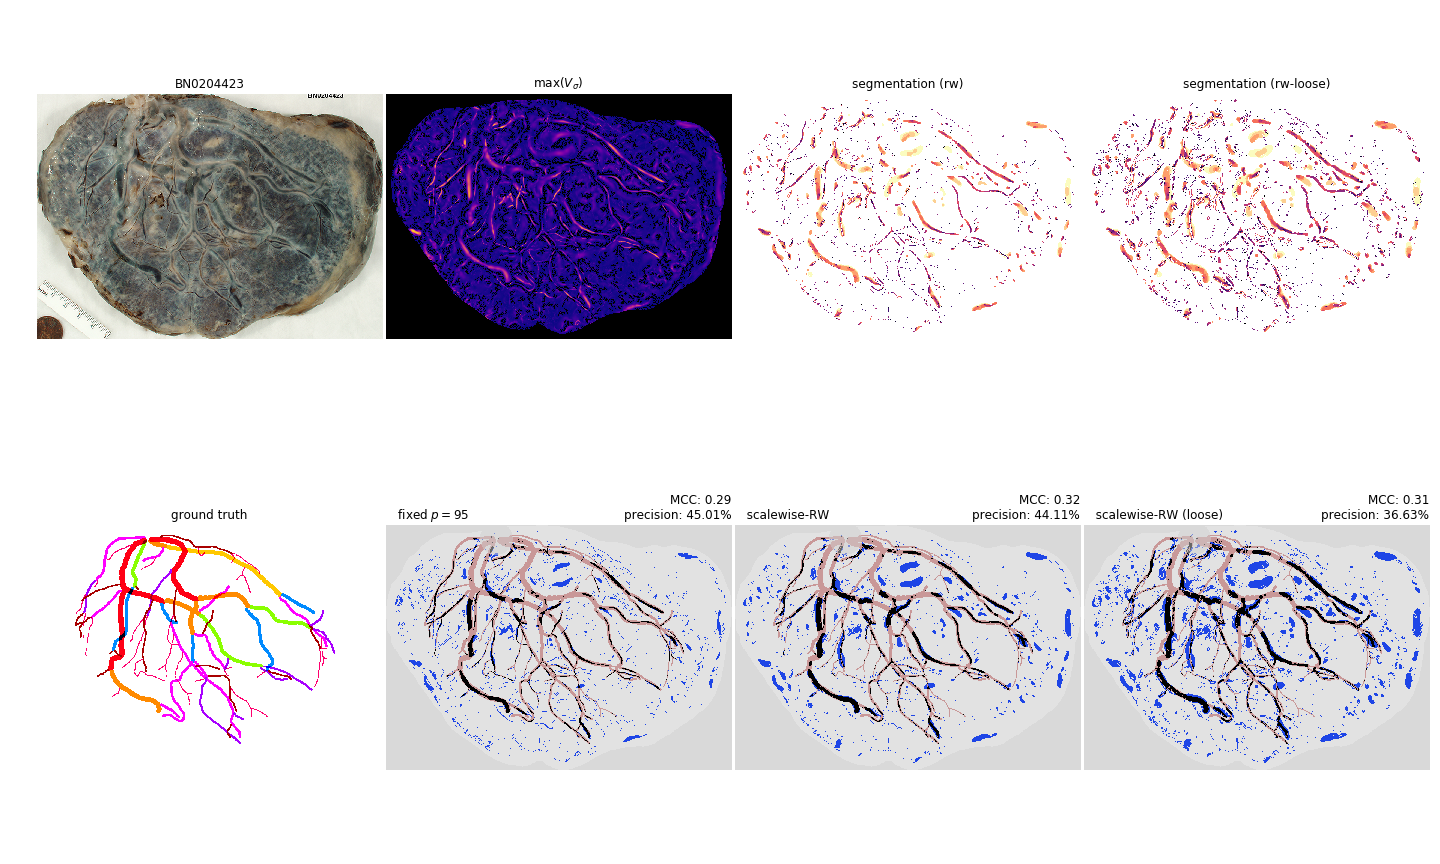 BN0204423
max(V_σ)
segmentation (rw)
segmentation (rw-loose)
BN0204423
ground truth
fixed p = 95
MCC: 0.29
precision: 45.01%
scalewise-RW
MCC: 0.32
precision: 44.11%
scalewise-RW (loose)
MCC: 0.31
precision: 36.63%